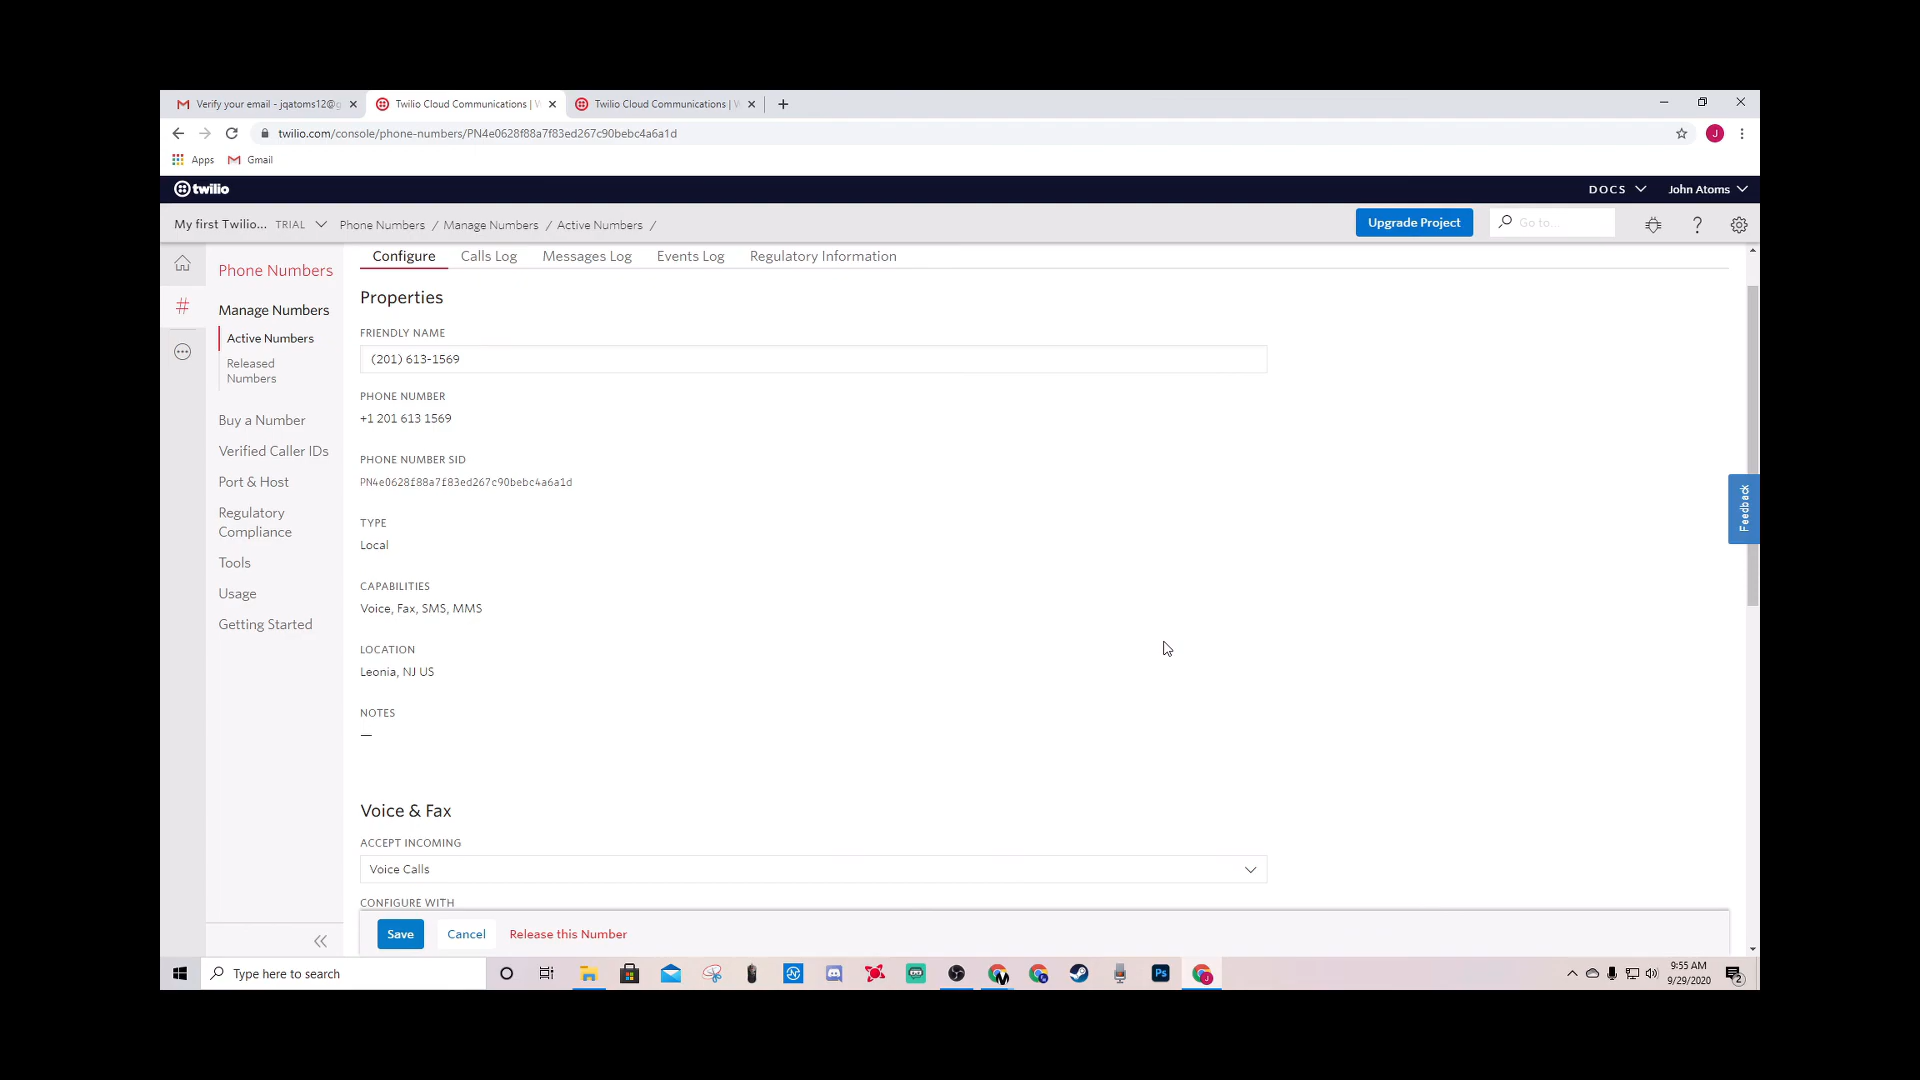 Verify your email - jqatoms12@g
Twilio Cloud Communications | W
Twilio Cloud Communications | W
twilio.com/console/phone-numbers/PN4e0628f88a7f83ed267c90bebc4a6a1d
J
Apps
Gmail
twilio
DOCS
John Atoms
My first Twilio... TRIAL
Phone Numbers / Manage Numbers / Active Numbers /
Upgrade Project
Go to...
Phone Numbers
Manage Numbers
Active Numbers
Released
Numbers
Buy a Number
Verified Caller IDs
Port & Host
Regulatory
Compliance
Tools
Usage
Getting Started
Configure
Calls Log
Messages Log
Events Log
Regulatory Information
Properties
FRIENDLY NAME
(201) 613-1569
PHONE NUMBER
+1 201 613 1569
PHONE NUMBER SID
PN4e0628f88a7f83ed267c90bebc4a6a1d
TYPE
Local
CAPABILITIES
Voice, Fax, SMS, MMS
LOCATION
Leonia, NJ US
NOTES
—
Voice & Fax
ACCEPT INCOMING
Voice Calls
CONFIGURE WITH
Save
Cancel
Release this Number
Feedback
Type here to search
Ps
9:55 AM
9/29/2020
2